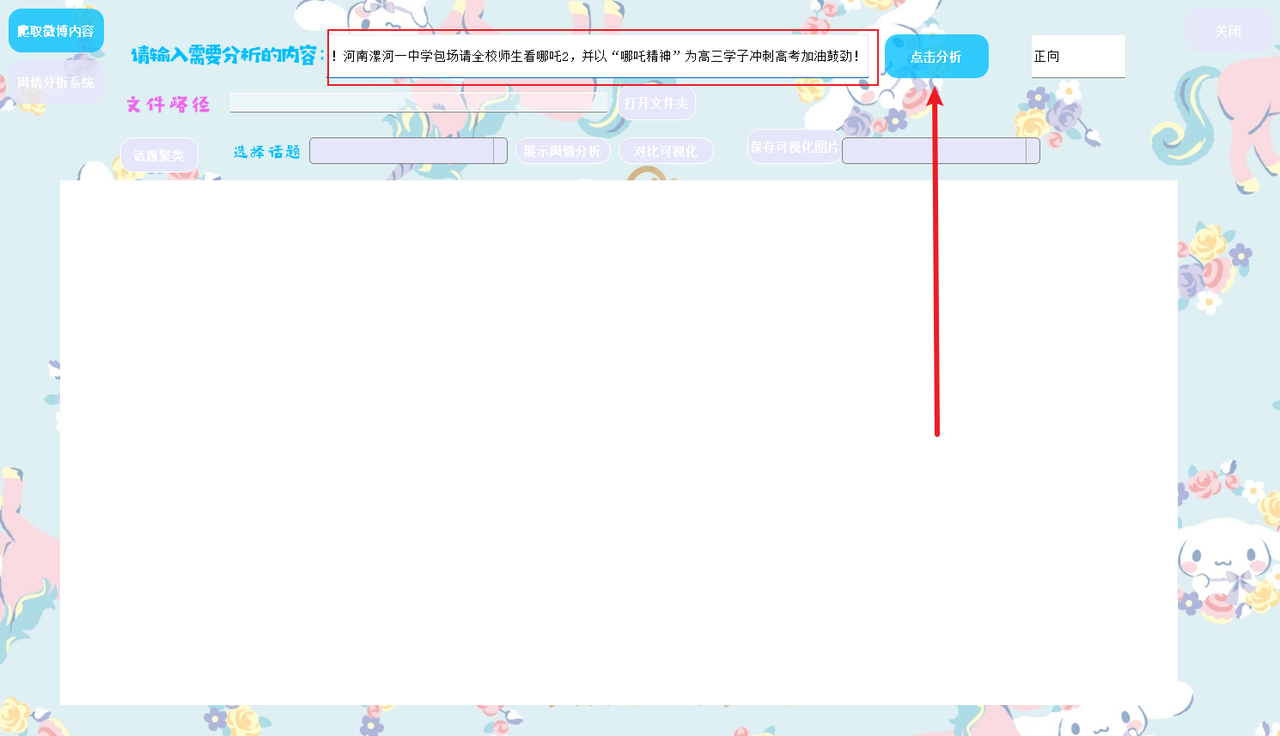 爬取微博内容
关闭
请输入需要分析的内容：
！河南漯河一中学包场请全校师生看哪吒2，并以“哪吒精神”为高三学子冲刺高考加油鼓劲！
点击分析
正向
舆情分析系统
文件路径
打开文件夹
话题聚类
选择话题
展示舆情分析
对比可视化
保存可视化图片